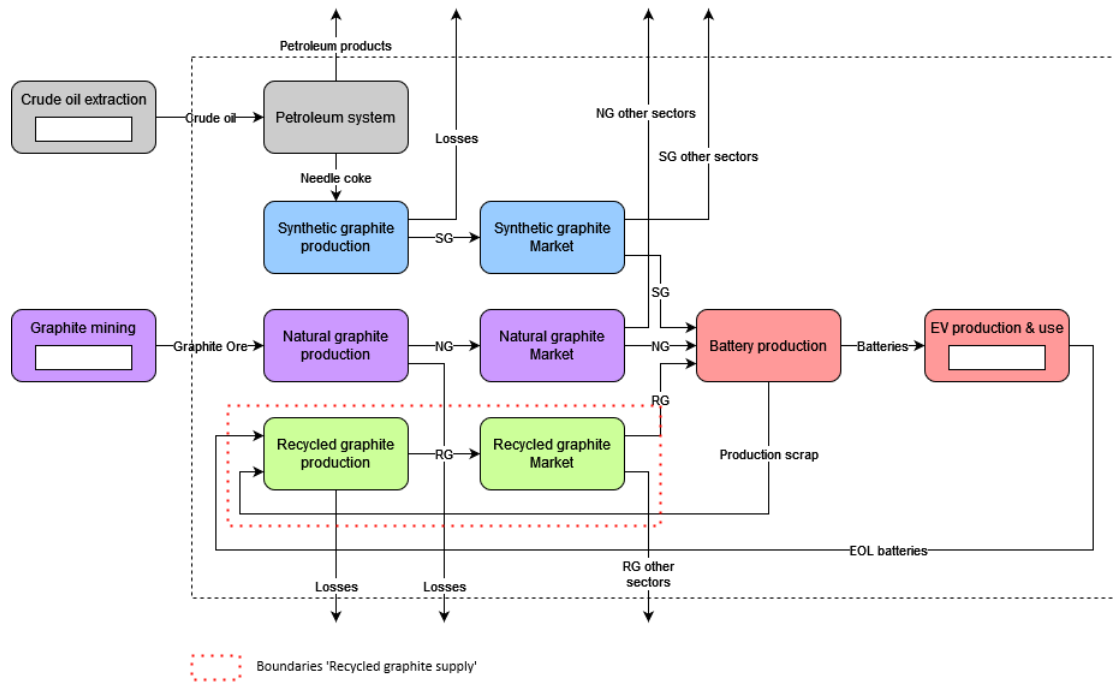 Petroleum products
Crude oil extraction
Crude oil
Petroleum system
Losses
NG other sectors
SG other sectors
Needle coke
Synthetic graphite
production
SG
Synthetic graphite
Market
SG
Graphite mining
Graphite Ore
Natural graphite
production
NG
Natural graphite
Market
NG
Battery production
Batteries
EV production & use
RG
Recycled graphite
production
RG
Recycled graphite
Market
Production scrap
EOL batteries
Losses
Losses
RG other
sectors
Boundaries 'Recycled graphite supply'